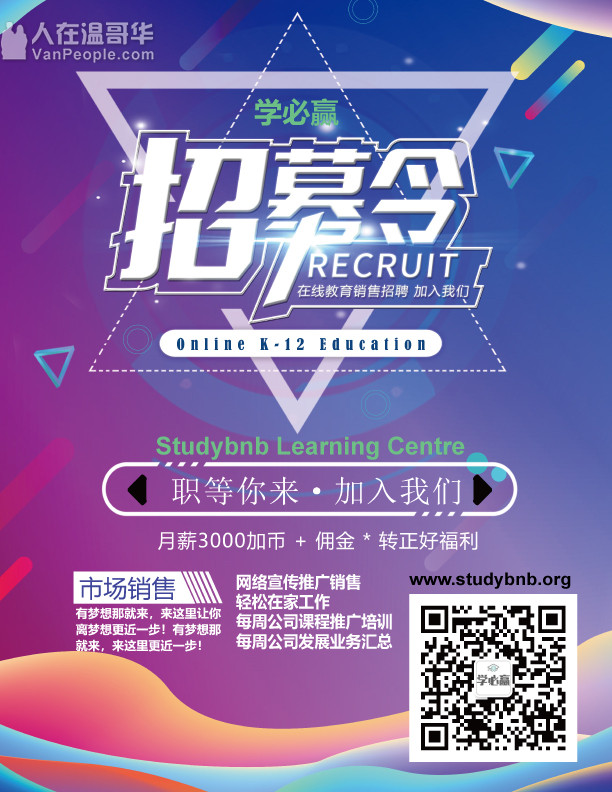 人在温哥华
VanPeople.com
学必赢
招募令
RECRUIT
在线教育销售招聘 加入我们
Online K-12 Education
Studybnb Learning Centre
职等你来·加入我们
月薪3000加币 + 佣金 * 转正好福利
市场销售
有梦想那就来，来这里让你
离梦想更近一步！有梦想那
就来，来这里更近一步！
网络宣传推广销售
轻松在家工作
每周公司课程推广培训
每周公司发展业务汇总
www.studybnb.org
学必赢